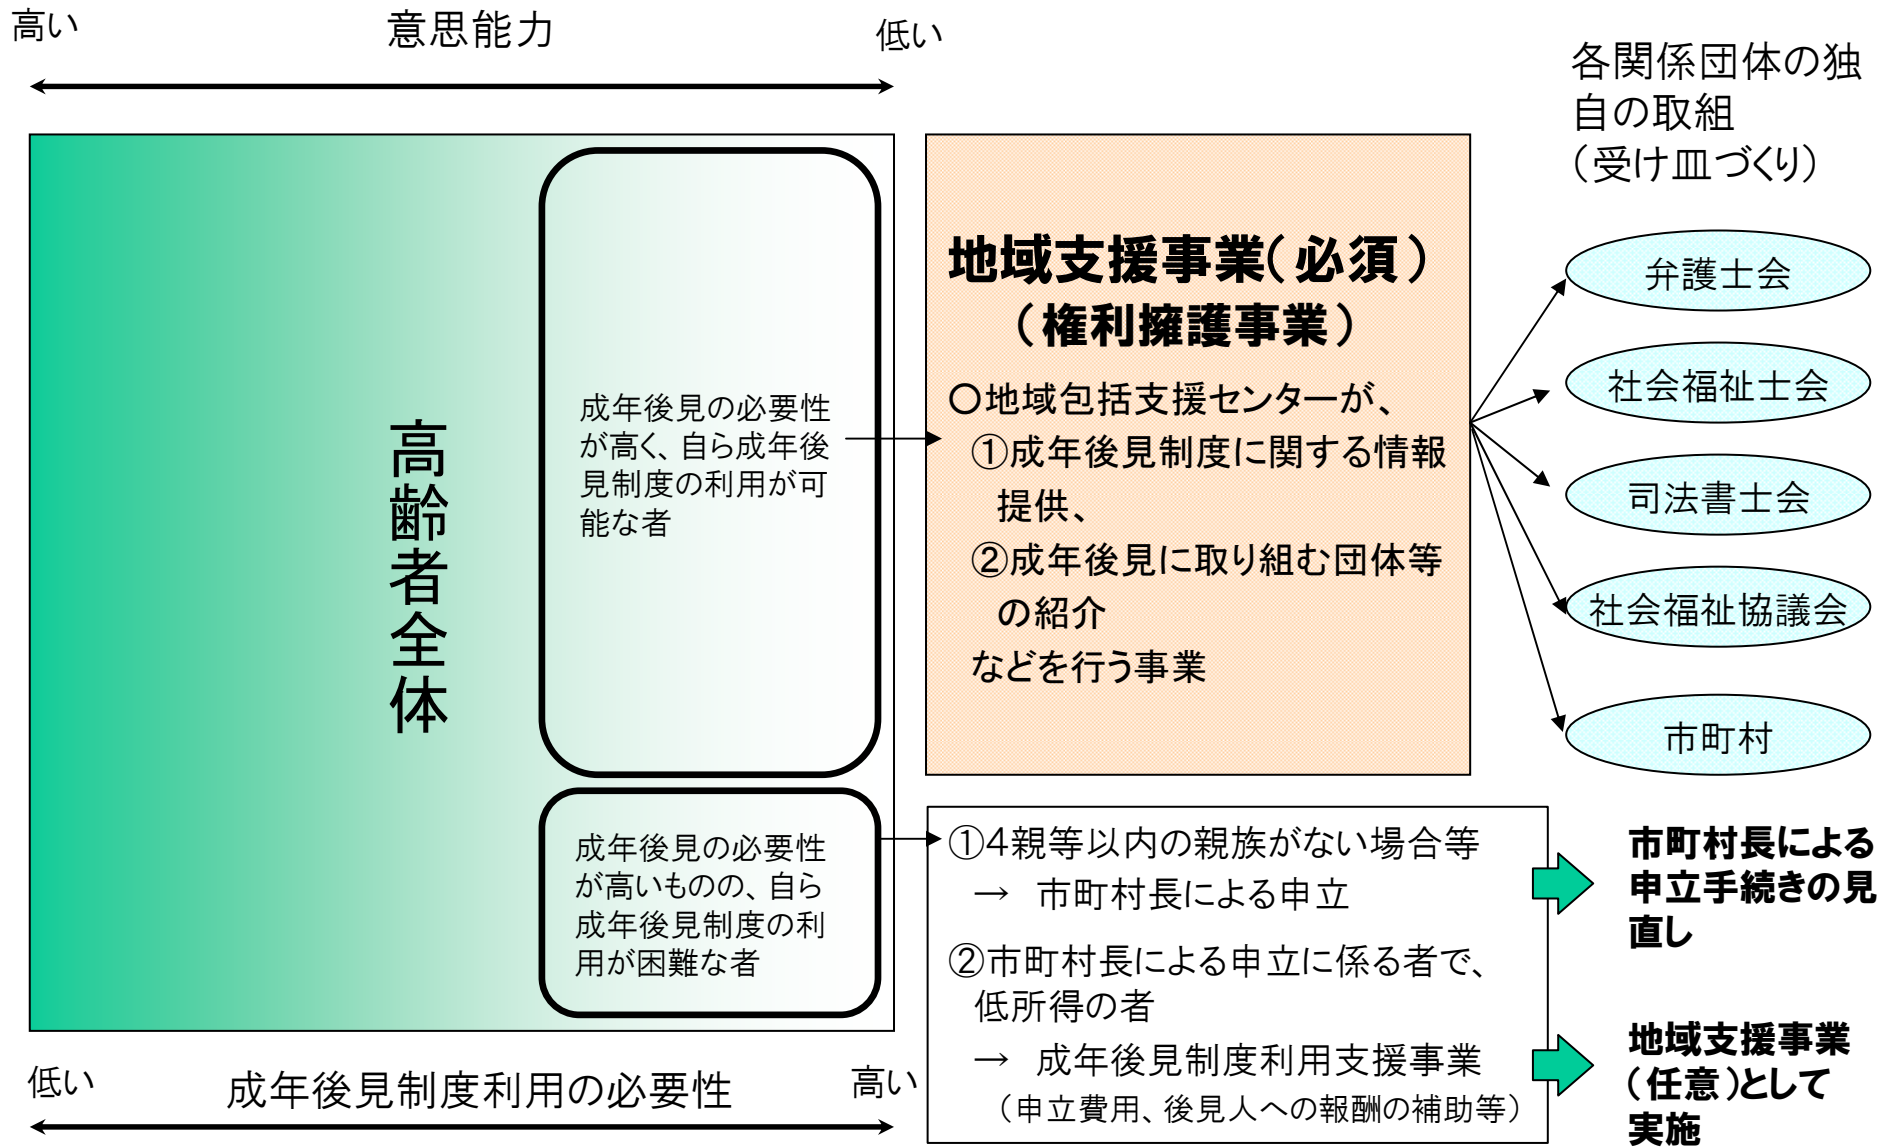 高い
意思能力
低い
高齢者全体
成年後見の必要性
が高く、自ら成年後
見制度の利用が可
能な者
成年後見の必要性
が高いものの、自ら
成年後見制度の利
用が困難な者
低い
成年後見制度利用の必要性
高い
地域支援事業(必須)
(権利擁護事業)
○地域包括支援センターが、
①成年後見制度に関する情報
提供、
②成年後見に取り組む団体等
の紹介
などを行う事業
①4親等以内の親族がない場合等
→ 市町村長による申立
②市町村長による申立に係る者で、
低所得の者
→ 成年後見制度利用支援事業
(申立費用、後見人への報酬の補助等)
各関係団体の独
自の取組
(受け皿づくり)
弁護士会
社会福祉士会
司法書士会
社会福祉協議会
市町村
市町村長による
申立手続きの見
直し
地域支援事業
(任意)として
実施